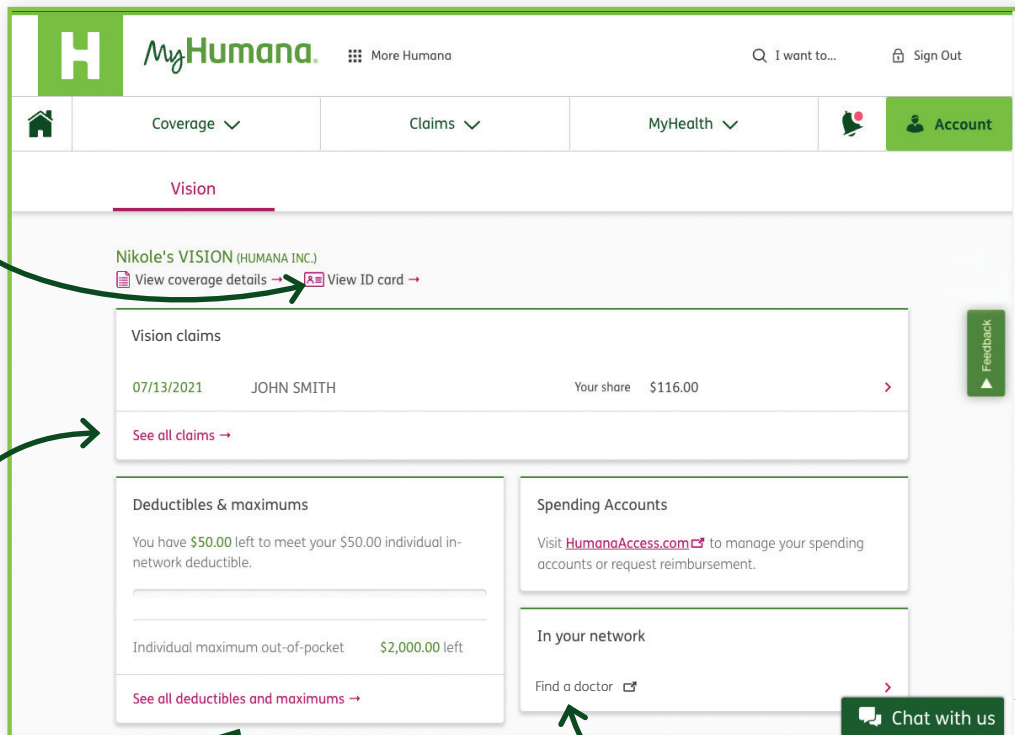 H MyHumana. More Humana I want to... Sign Out
Coverage Claims MyHealth Account
Vision
Nikole's VISION (HUMANA INC.)
View coverage details → View ID card →
Vision claims
07/13/2021 JOHN SMITH Your share $116.00
See all claims →
Feedback
Deductibles & maximums
You have $50.00 left to meet your $50.00 individual in-
network deductible.
Individual maximum out-of-pocket $2,000.00 left
See all deductibles and maximums →
Spending Accounts
Visit HumanaAccess.com to manage your spending
accounts or request reimbursement.
In your network
Find a doctor
Chat with us